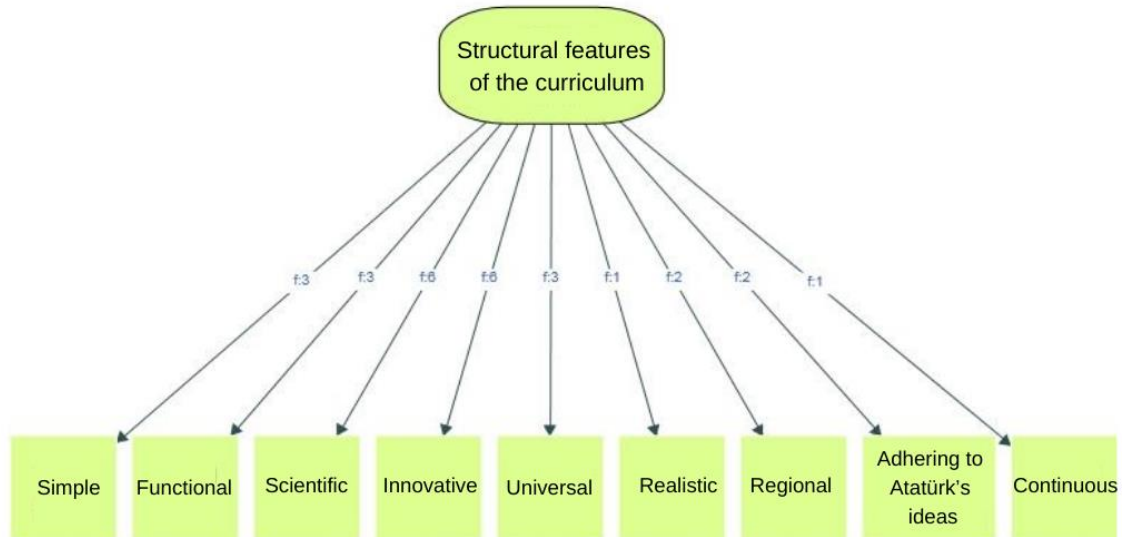 Structural features
of the curriculum
f:3
f:3
f:6
f:6
f:3
f:1
f:2
f:2
f:1
Simple
Functional
Scientific
Innovative
Universal
Realistic
Regional
Adhering to
Atatürk's
ideas
Continuous